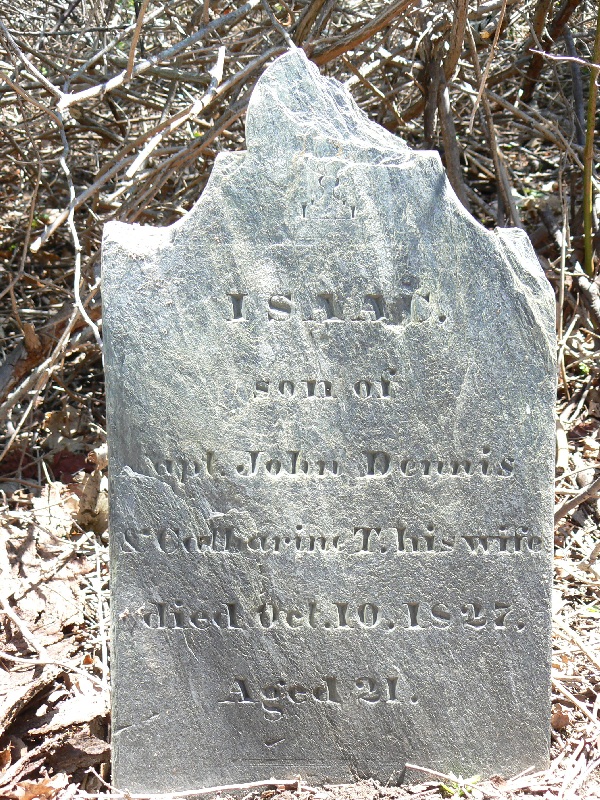 ISAAC.
son of
Capt. John Dennis
& Catharine T. his wife
died Oct. 10, 1827.
Aged 21.